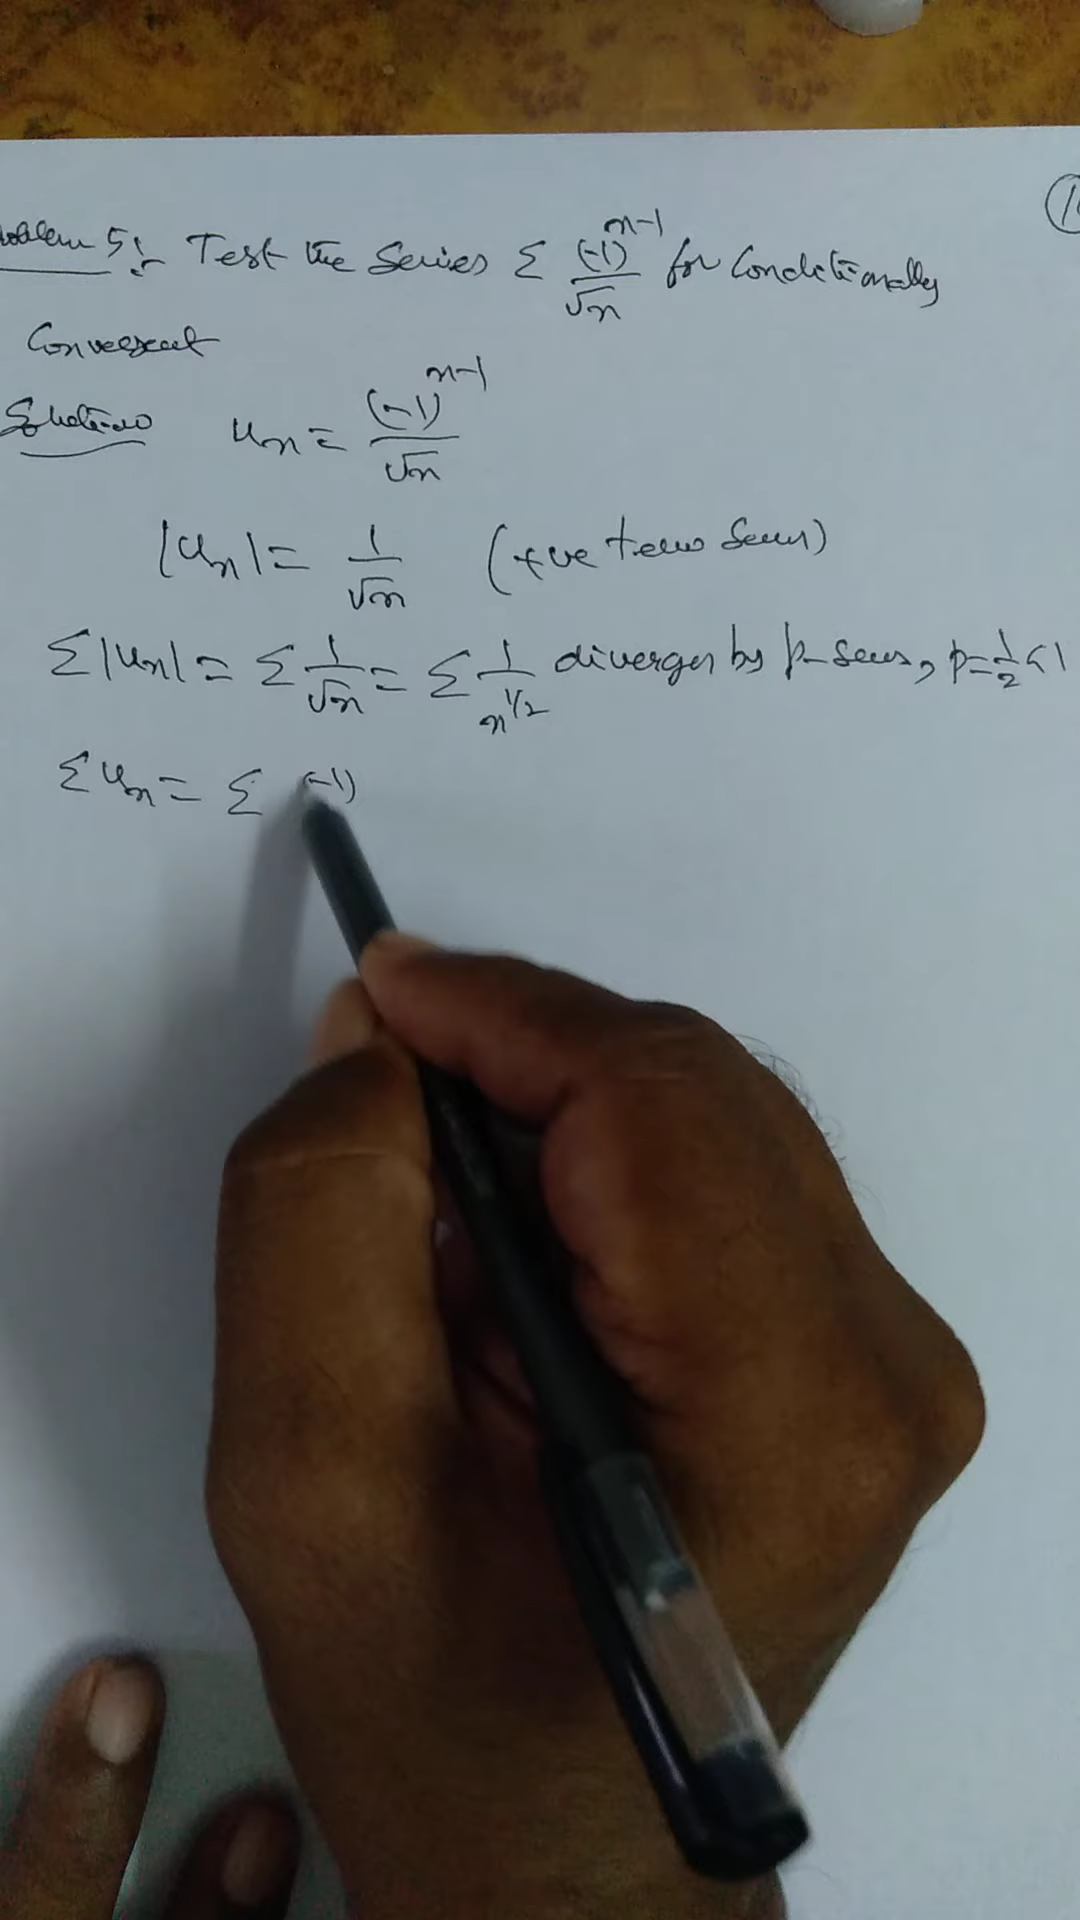 Problem 5:- Test the Series Σ (-1)^(n-1)/√n for Conditionally
Convergent
Solution u_n = (-1)^(n-1)/√n
|u_n| = 1/√n (+ve term Series)
Σ|u_n| = Σ 1/√n = Σ 1/n^(1/2) diverges by p-series, p=1/2<1
Σu_n = Σ (-1)